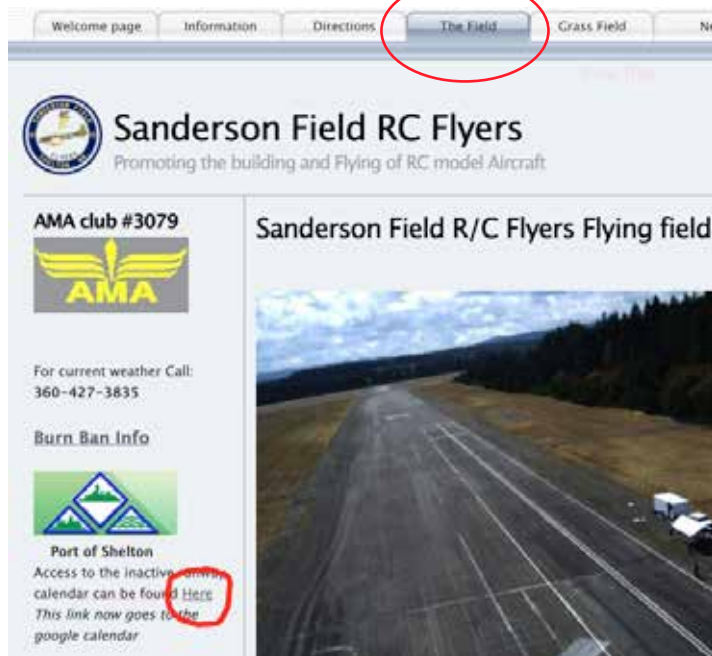 Welcome page
Information
Directions
The Field
Grass Field
Sanderson Field RC Flyers
Promoting the building and Flying of RC model Aircraft
AMA club #3079
AMA
For current weather Call:
360-427-3835
Burn Ban Info
Port of Shelton
Access to the inactive runway
calendar can be found Here
This link now goes to the
google calendar
Sanderson Field R/C Flyers Flying field